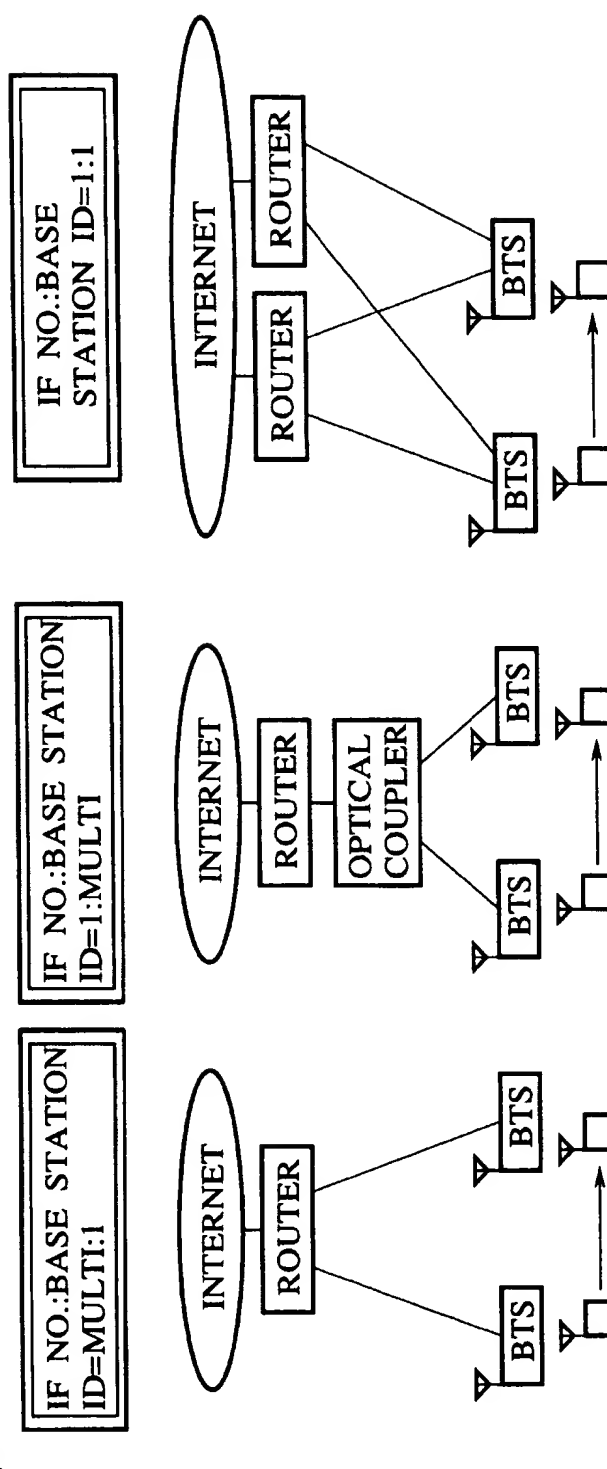 IF NO.:BASE STATION
ID=MULTI:1
INTERNET
ROUTER
BTS
BTS
IF NO.:BASE STATION
ID=1:MULTI
INTERNET
ROUTER
OPTICAL
COUPLER
BTS
BTS
IF NO.:BASE
STATION ID=1:1
INTERNET
ROUTER
ROUTER
BTS
BTS